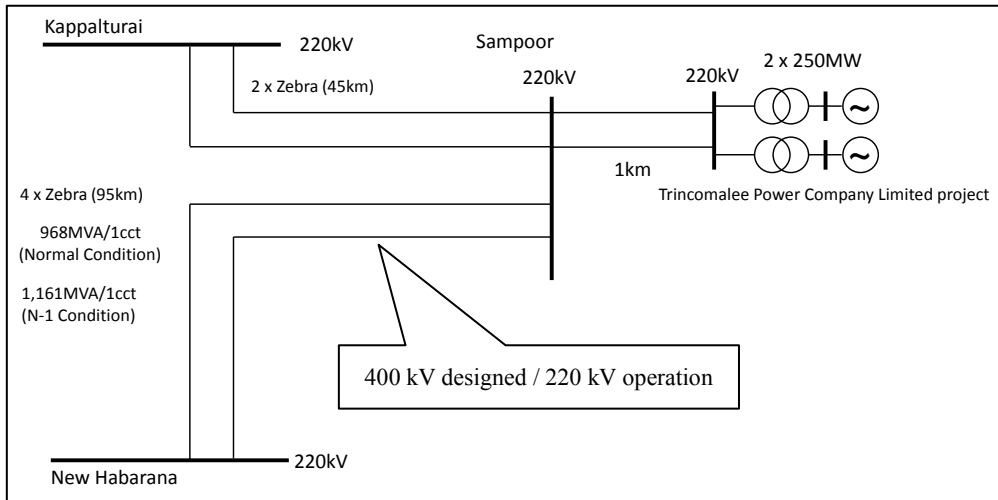 Kappalturai
220kV
Sampoor
2 x Zebra (45km)
220kV
220kV
2 x 250MW
~
~
1km
Trincomalee Power Company Limited project
4 x Zebra (95km)
968MVA/1cct
(Normal Condition)
1,161MVA/1cct
(N-1 Condition)
400 kV designed / 220 kV operation
220kV
New Habarana